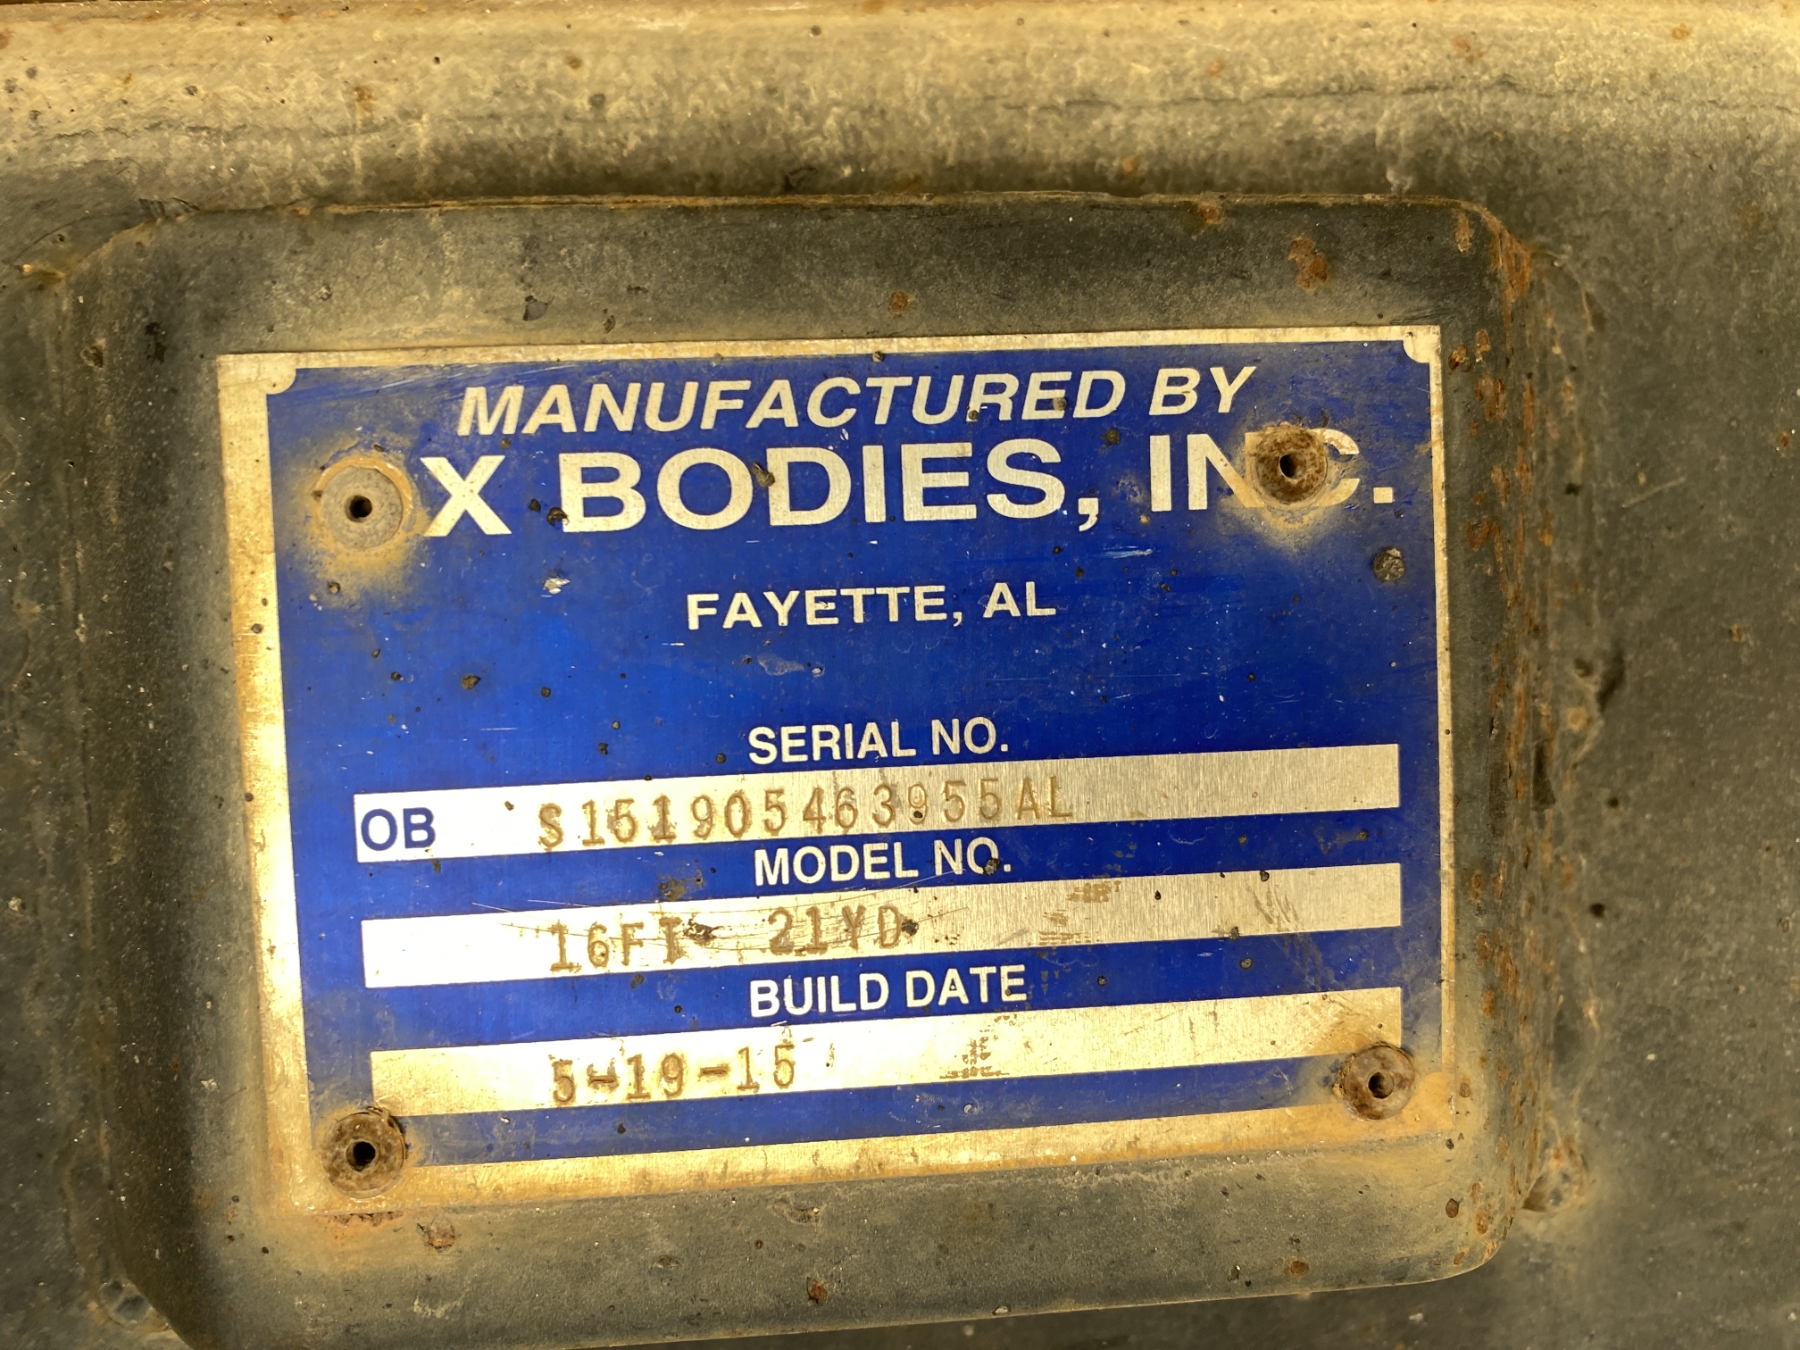 MANUFACTURED BY
X BODIES, INC.
FAYETTE, AL
SERIAL NO.
OB S151905463955AL
MODEL NO.
16FT 21YD
BUILD DATE
5-19-15